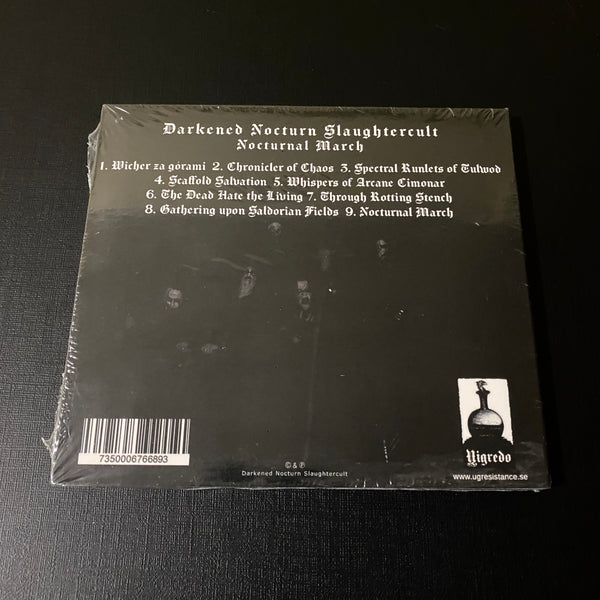 Darkened Nocturn Slaughtercult
Nocturnal March
1. Wicher za górami 2. Chronicler of Chaos 3. Spectral Runlets of Tulwod
4. Scaffold Salvation 5. Whispers of Arcane Cimonar
6. The Dead Hate the Living 7. Through Rotting Stench
8. Gathering upon Saldorian Fields 9. Nocturnal March
7350006766893
© & ℗
Darkened Nocturn Slaughtercult
Nigredo
www.ugresistance.se